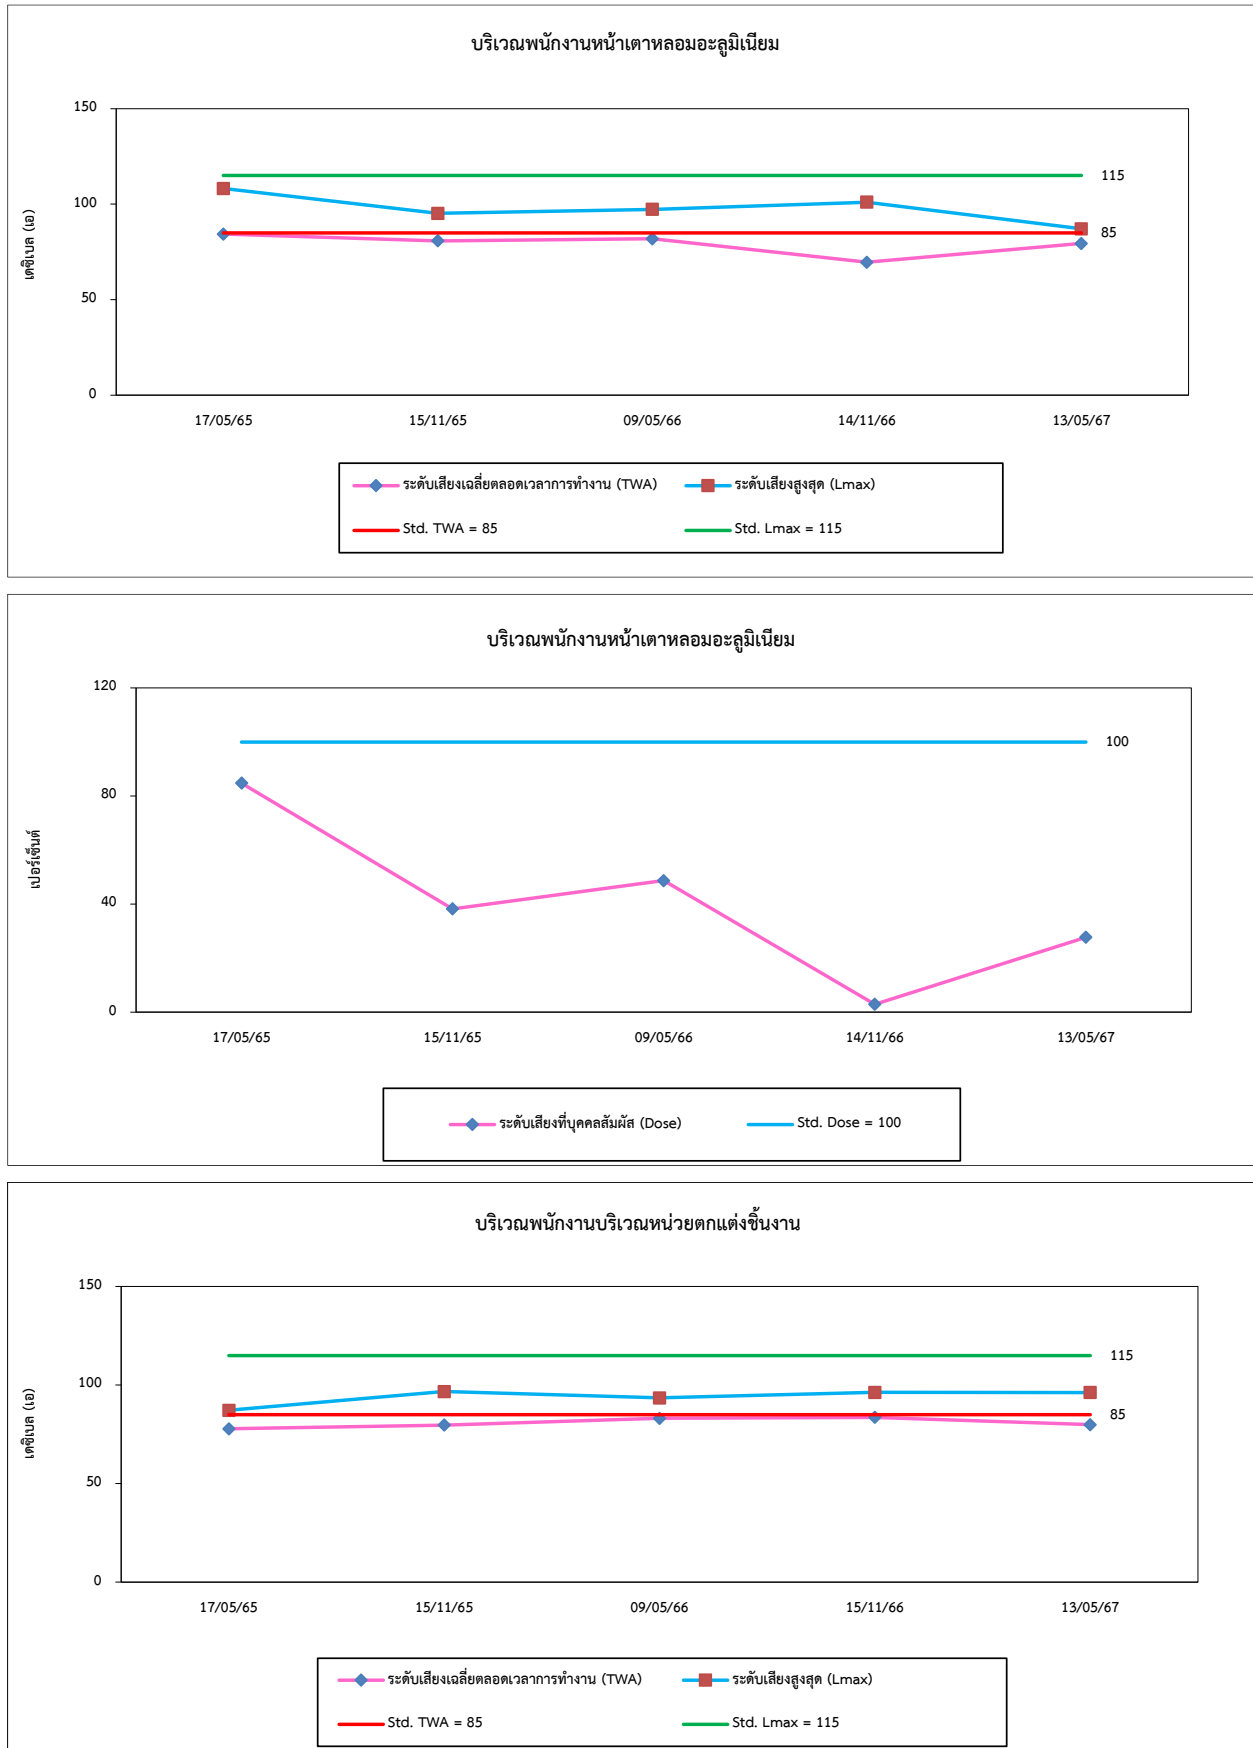 บริเวณพนักงานหน้าเตาหลอมอะลูมิเนียม
เดซิเบล (เอ)
150
100
50
0
115
85
17/05/65 15/11/65 09/05/66 14/11/66 13/05/67
ระดับเสียงเฉลี่ยตลอดเวลาการทำงาน (TWA) ระดับเสียงสูงสุด (Lmax)
Std. TWA = 85 Std. Lmax = 115
บริเวณพนักงานหน้าเตาหลอมอะลูมิเนียม
เปอร์เซ็นต์
120
80
40
0
100
17/05/65 15/11/65 09/05/66 14/11/66 13/05/67
ระดับเสียงที่บุคคลสัมผัส (Dose) Std. Dose = 100
บริเวณพนักงานบริเวณหน่วยตกแต่งชิ้นงาน
เดซิเบล (เอ)
150
100
50
0
115
85
17/05/65 15/11/65 09/05/66 15/11/66 13/05/67
ระดับเสียงเฉลี่ยตลอดเวลาการทำงาน (TWA) ระดับเสียงสูงสุด (Lmax)
Std. TWA = 85 Std. Lmax = 115